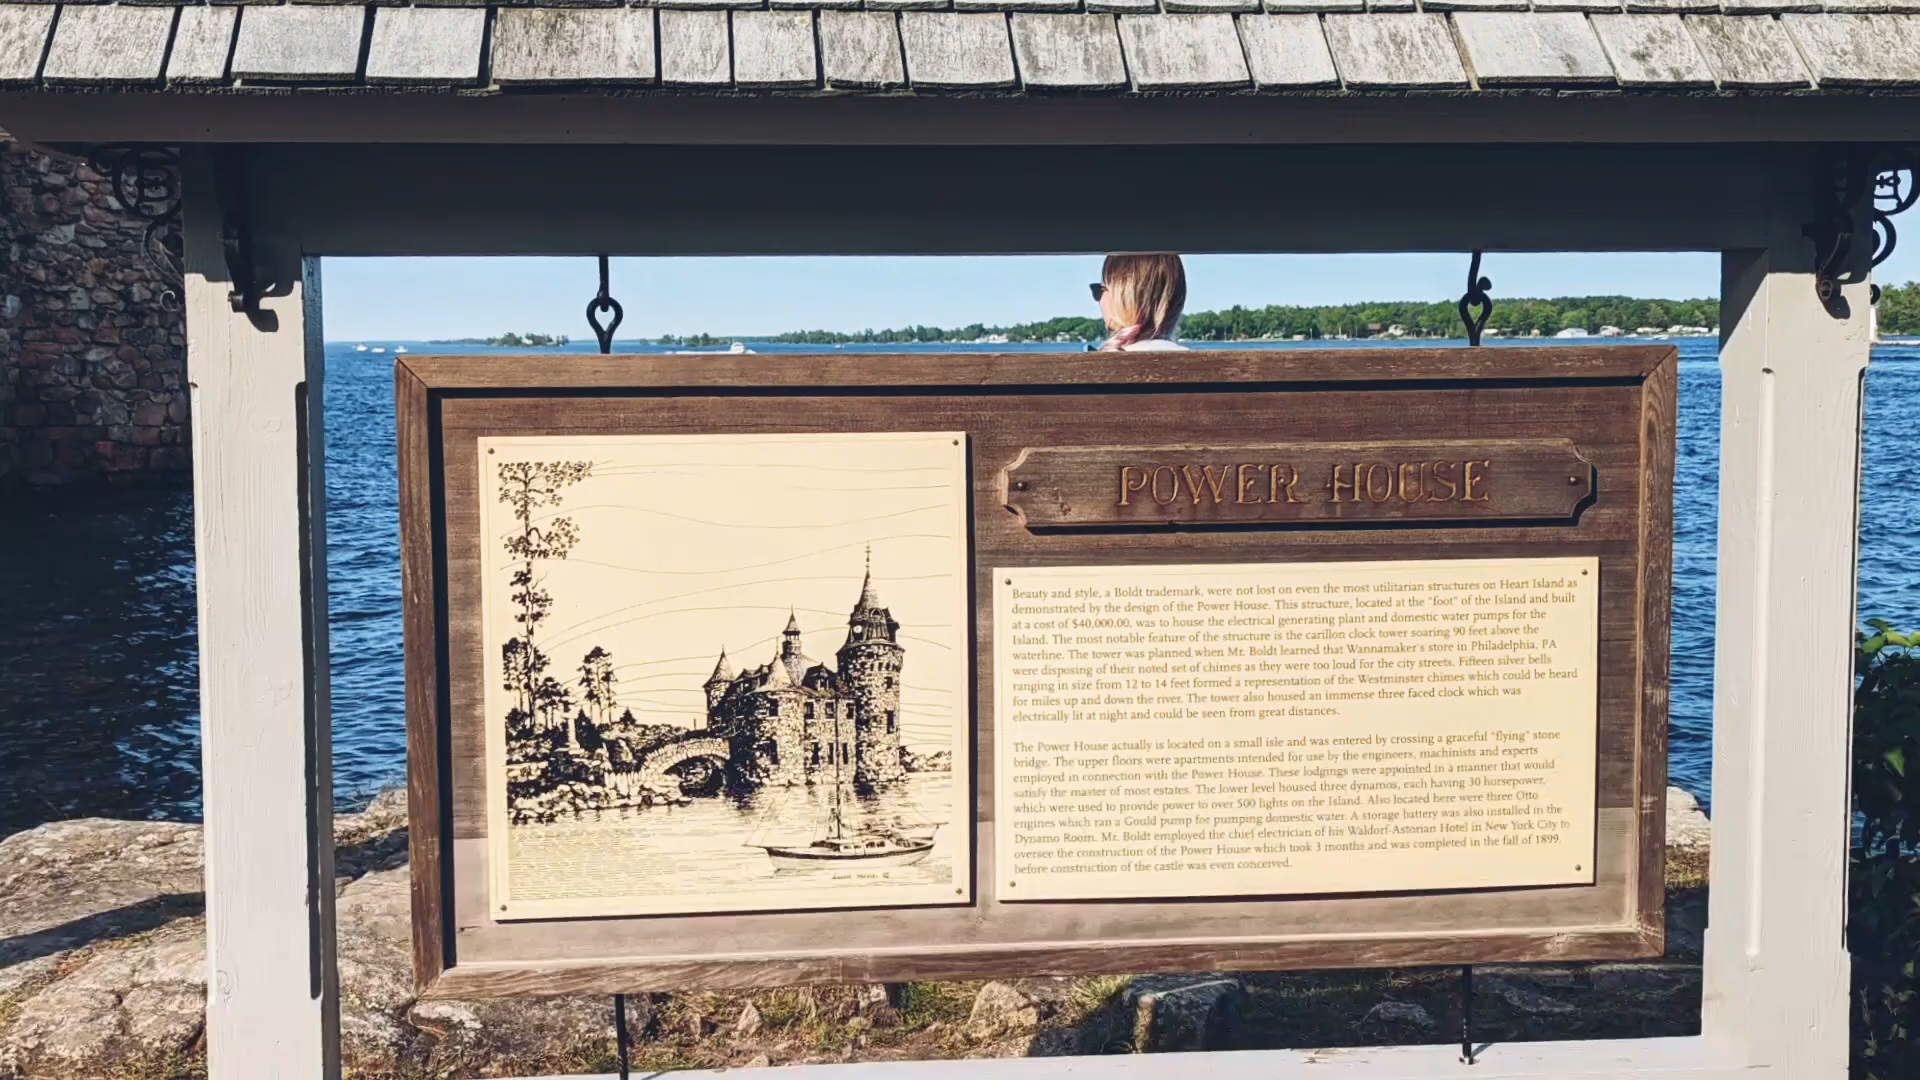 POWER HOUSE
Beauty and style, a Boldt trademark, were not lost on even the most utilitarian structures on Heart Island as
demonstrated by the design of the Power House. This structure, located at the "foot" of the Island and built
at a cost of $40,000.00, was to house the electrical generating plant and domestic water pumps for the
Island. The most notable feature of the structure is the carillon clock tower soaring 90 feet above the
waterline. The tower was planned when Mr. Boldt learned that Wannamaker's store in Philadelphia, PA
were disposing of their noted set of chimes as they were too loud for the city streets. Fifteen silver bells
ranging in size from 12 to 14 feet formed a representation of the Westminster chimes which could be heard
for miles up and down the river. The tower also housed an immense three faced clock which was
electrically lit at night and could be seen from great distances.
The Power House actually is located on a small isle and was entered by crossing a graceful "flying" stone
bridge. The upper floors were apartments intended for use by the engineers, machinists and experts
employed in connection with the Power House. These lodgings were appointed in a manner that would
satisfy the master of most estates. The lower level housed three dynamos, each having 30 horsepower,
which were used to provide power to over 500 lights on the Island. Also located here were three Otto
engines which ran a Gould pump for pumping domestic water. A storage battery was also installed in the
Dynamo Room. Mr. Boldt employed the chief electrician of his Waldorf-Astorian Hotel in New York City to
oversee the construction of the Power House which took 3 months and was completed in the fall of 1899,
before construction of the castle was even conceived.